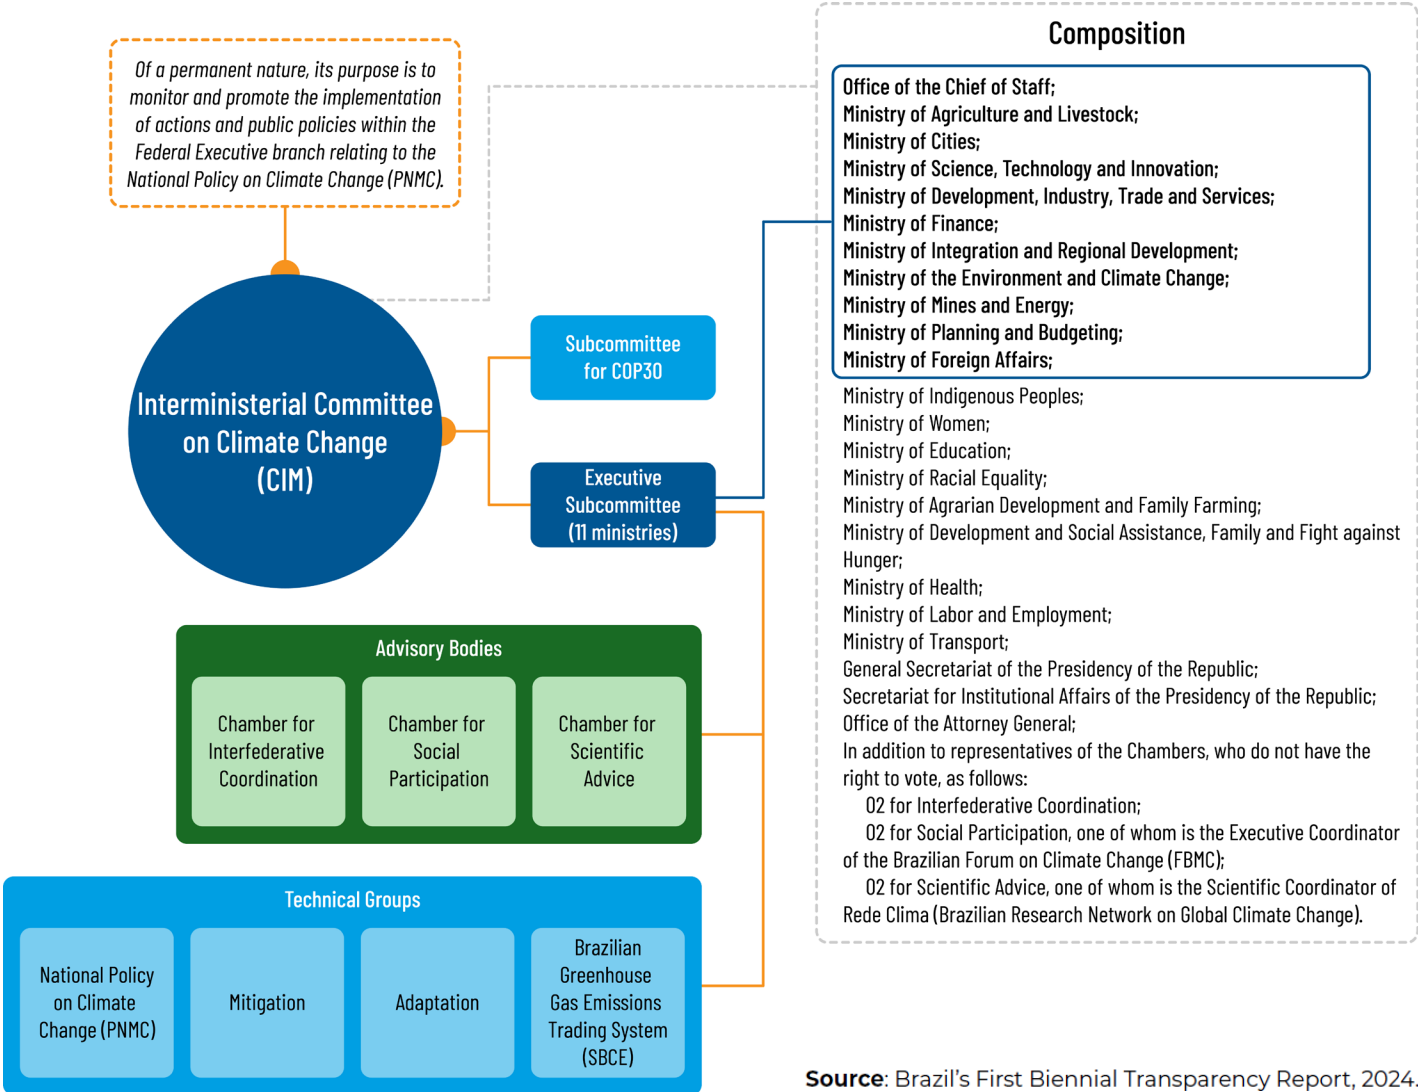 Of a permanent nature, its purpose is to
monitor and promote the implementation
of actions and public policies within the
Federal Executive branch relating to the
National Policy on Climate Change (PNMC).
Interministerial Committee
on Climate Change
(CIM)
Subcommittee
for COP30
Executive
Subcommittee
(11 ministries)
Advisory Bodies
Chamber for
Interfederative
Coordination
Chamber for
Social
Participation
Chamber for
Scientific
Advice
Technical Groups
National Policy
on Climate
Change (PNMC)
Mitigation
Adaptation
Brazilian
Greenhouse
Gas Emissions
Trading System
(SBCE)
Composition
Office of the Chief of Staff;
Ministry of Agriculture and Livestock;
Ministry of Cities;
Ministry of Science, Technology and Innovation;
Ministry of Development, Industry, Trade and Services;
Ministry of Finance;
Ministry of Integration and Regional Development;
Ministry of the Environment and Climate Change;
Ministry of Mines and Energy;
Ministry of Planning and Budgeting;
Ministry of Foreign Affairs;
Ministry of Indigenous Peoples;
Ministry of Women;
Ministry of Education;
Ministry of Racial Equality;
Ministry of Agrarian Development and Family Farming;
Ministry of Development and Social Assistance, Family and Fight against
Hunger;
Ministry of Health;
Ministry of Labor and Employment;
Ministry of Transport;
General Secretariat of the Presidency of the Republic;
Secretariat for Institutional Affairs of the Presidency of the Republic;
Office of the Attorney General;
In addition to representatives of the Chambers, who do not have the
right to vote, as follows:
02 for Interfederative Coordination;
02 for Social Participation, one of whom is the Executive Coordinator
of the Brazilian Forum on Climate Change (FBMC);
02 for Scientific Advice, one of whom is the Scientific Coordinator of
Rede Clima (Brazilian Research Network on Global Climate Change).
Source: Brazil's First Biennial Transparency Report, 2024.